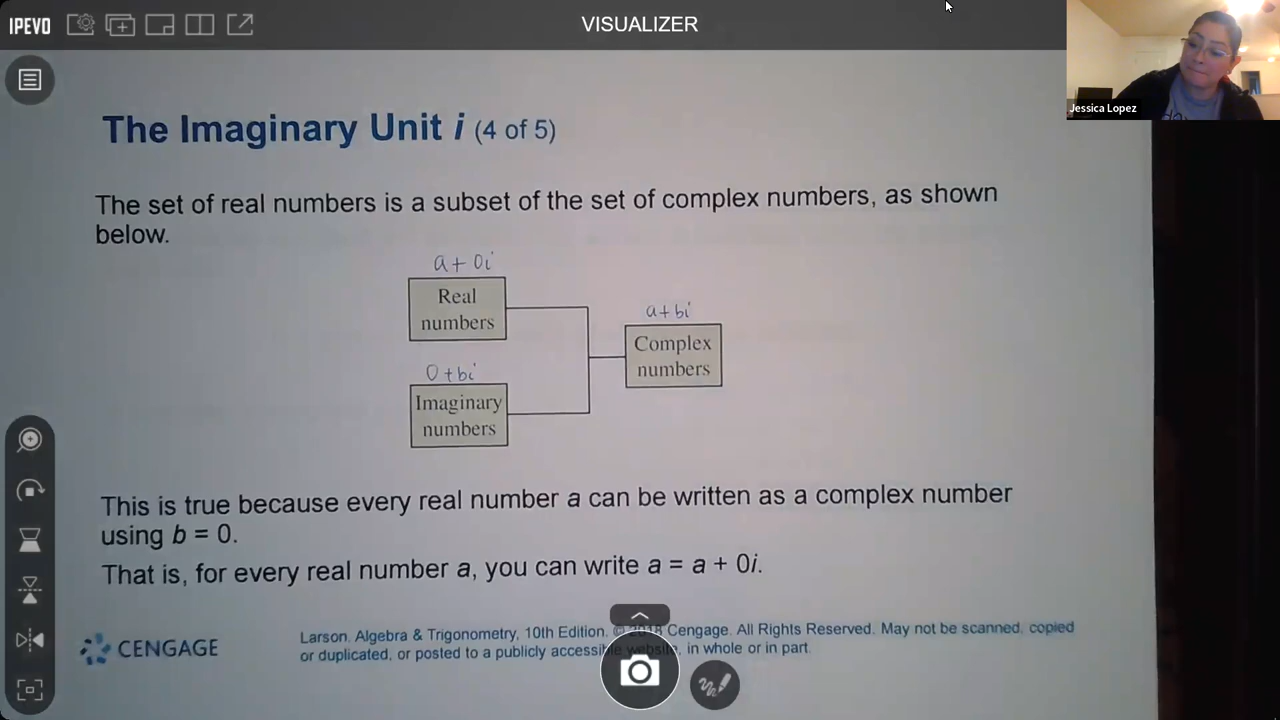 IPEVO
VISUALIZER
Jessica Lopez
The Imaginary Unit i (4 of 5)
The set of real numbers is a subset of the set of complex numbers, as shown
below.
a + 0i
Real
numbers
a + bi
Complex
numbers
0 + bi
Imaginary
numbers
This is true because every real number a can be written as a complex number
using b = 0.
That is, for every real number a, you can write a = a + 0i.
CENGAGE
Larson, Algebra & Trigonometry, 10th Edition. © 2018 Cengage. All Rights Reserved. May not be scanned, copied
or duplicated, or posted to a publicly accessible website, in whole or in part.